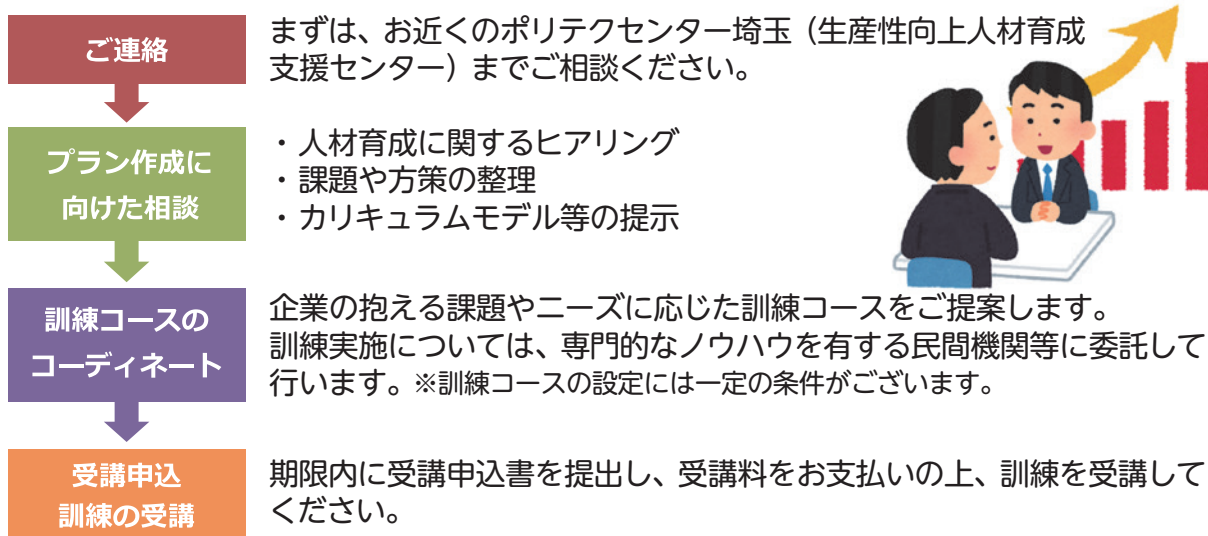 ご連絡
まずは、お近くのポリテクセンター埼玉（生産性向上人材育成
支援センター）までご相談ください。
プラン作成に
向けた相談
・人材育成に関するヒアリング
・課題や方策の整理
・カリキュラムモデル等の提示
訓練コースの
コーディネート
企業の抱える課題やニーズに応じた訓練コースをご提案します。
訓練実施については、専門的なノウハウを有する民間機関等に委託して
行います。※訓練コースの設定には一定の条件がございます。
受講申込
訓練の受講
期限内に受講申込書を提出し、受講料をお支払いの上、訓練を受講して
ください。